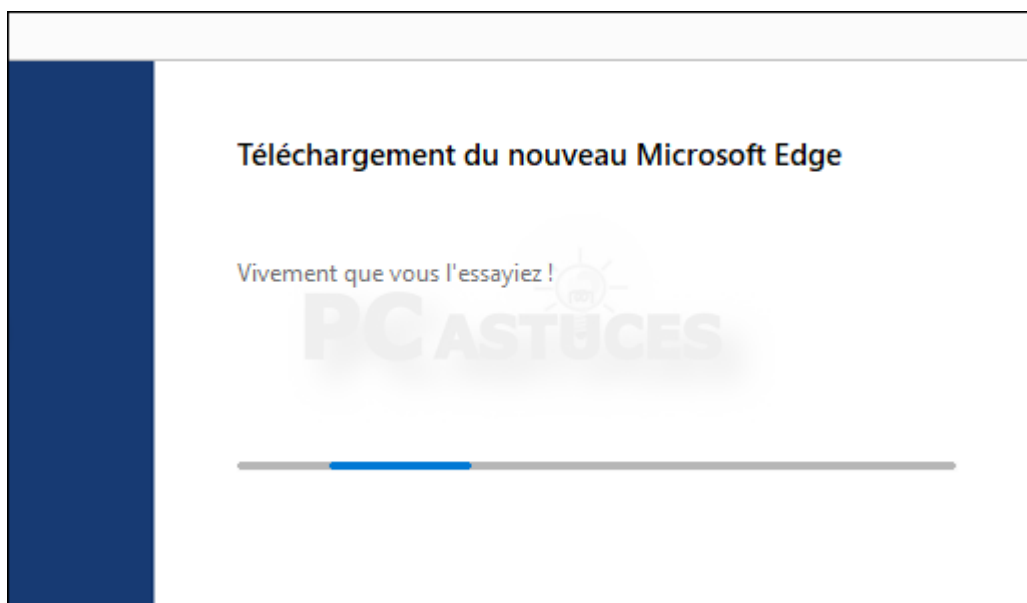 Téléchargement du nouveau Microsoft Edge
Vivement que vous l'essayiez !
PC ASTUCES